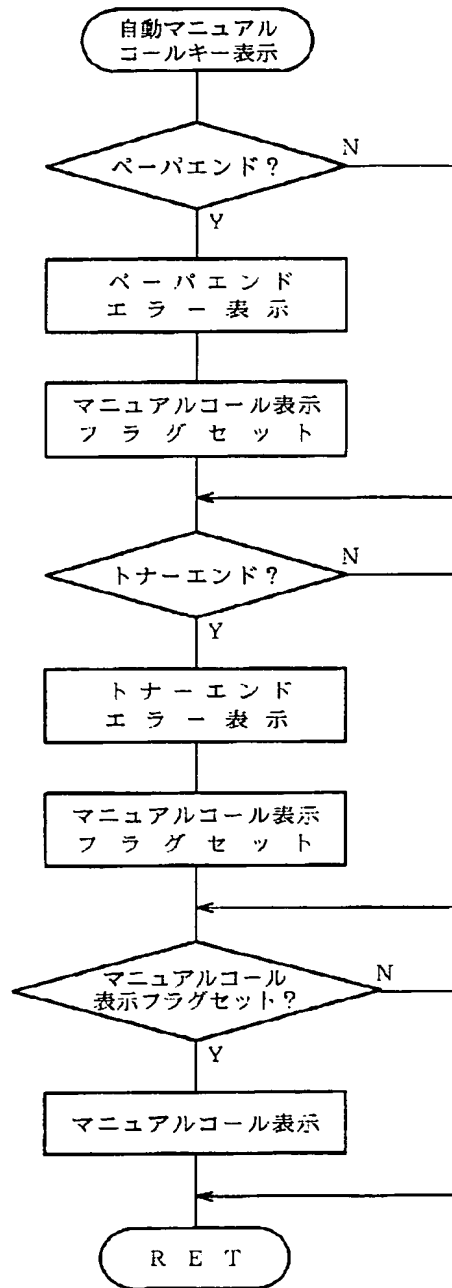 自動マニュアル
コールキー表示
ペーパエンド?
N
Y
ペーパエンド
エラー表示
マニュアルコール表示
フラグセット
トナーエンド?
N
Y
トナーエンド
エラー表示
マニュアルコール表示
フラグセット
マニュアルコール
表示フラグセット?
N
Y
マニュアルコール表示
RET